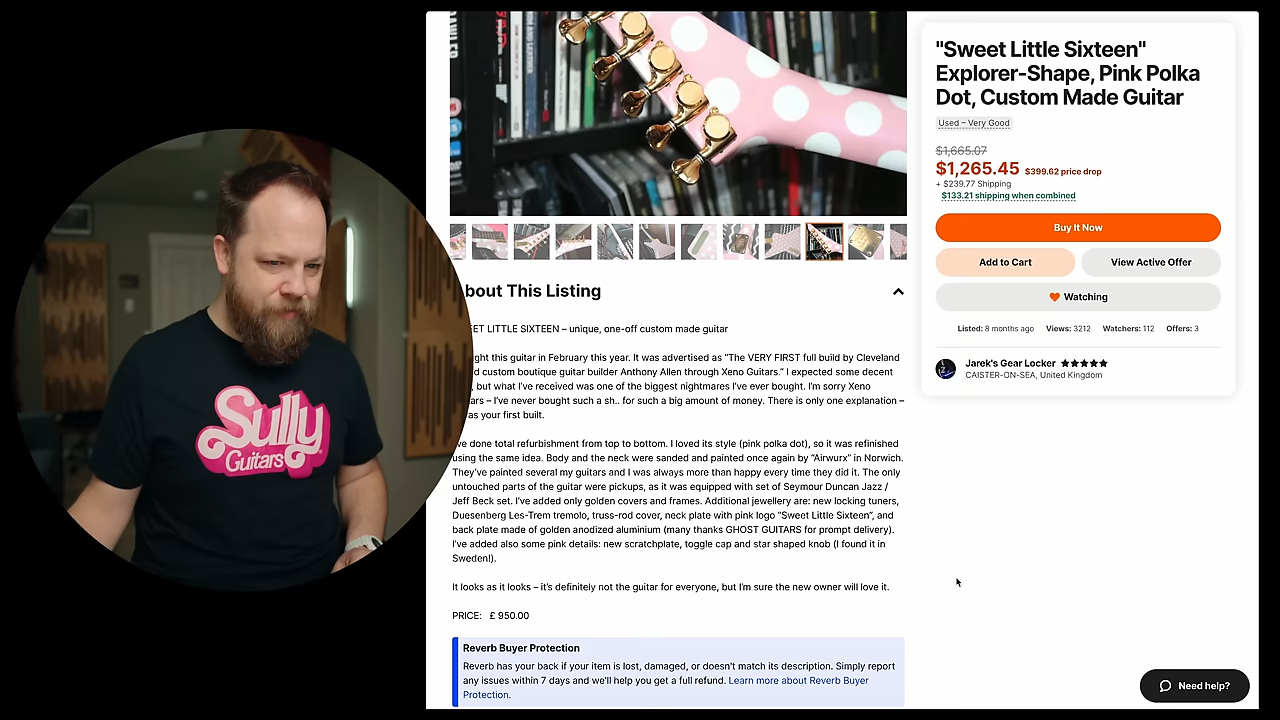 "Sweet Little Sixteen"
Explorer-Shape, Pink Polka
Dot, Custom Made Guitar
Used – Very Good
$1,665.07
$1,265.45 $399.62 price drop
+ $239.77 Shipping
$133.21 shipping when combined
Buy It Now
Add to Cart
View Active Offer
Watching
Listed: 8 months ago Views: 3212 Watchers: 112 Offers: 3
Jarek's Gear Locker ★★★★★
CAISTER-ON-SEA, United Kingdom
bout This Listing
EET LITTLE SIXTEEN – unique, one-off custom made guitar
ght this guitar in February this year. It was advertised as "The VERY FIRST full build by Cleveland
d custom boutique guitar builder Anthony Allen through Xeno Guitars." I expected some decent
, but what I've received was one of the biggest nightmares I've ever bought. I'm sorry Xeno
ars – I've never bought such a sh.. for such a big amount of money. There is only one explanation –
as your first built.
ve done total refurbishment from top to bottom. I loved its style (pink polka dot), so it was refinished
using the same idea. Body and the neck were sanded and painted once again by "Airwurx" in Norwich.
They've painted several my guitars and I was always more than happy every time they did it. The only
untouched parts of the guitar were pickups, as it was equipped with set of Seymour Duncan Jazz /
Jeff Beck set. I've added only golden covers and frames. Additional jewellery are: new locking tuners,
Duesenberg Les-Trem tremolo, truss-rod cover, neck plate with pink logo "Sweet Little Sixteen", and
back plate made of golden anodized aluminium (many thanks GHOST GUITARS for prompt delivery).
I've added also some pink details: new scratchplate, toggle cap and star shaped knob (I found it in
Sweden!).
It looks as it looks – it's definitely not the guitar for everyone, but I'm sure the new owner will love it.
PRICE: £ 950.00
Reverb Buyer Protection
Reverb has your back if your item is lost, damaged, or doesn't match its description. Simply report
any issues within 7 days and we'll help you get a full refund. Learn more about Reverb Buyer
Protection.
Need help?
Sully
Guitars